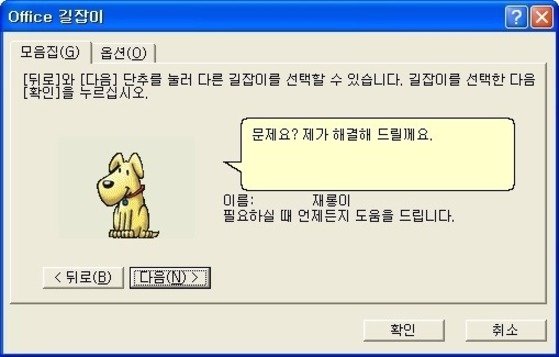 Office 길잡이
모음집(G) 옵션(O)
[뒤로]와 [다음] 단추를 눌러 다른 길잡이를 선택할 수 있습니다. 길잡이를 선택한 다음
[확인]을 누르십시오.
문제요? 제가 해결해 드릴께요.
이름: 재롱이
필요하실 때 언제든지 도움을 드립니다.
< 뒤로(B) 다음(N) >
확인 취소